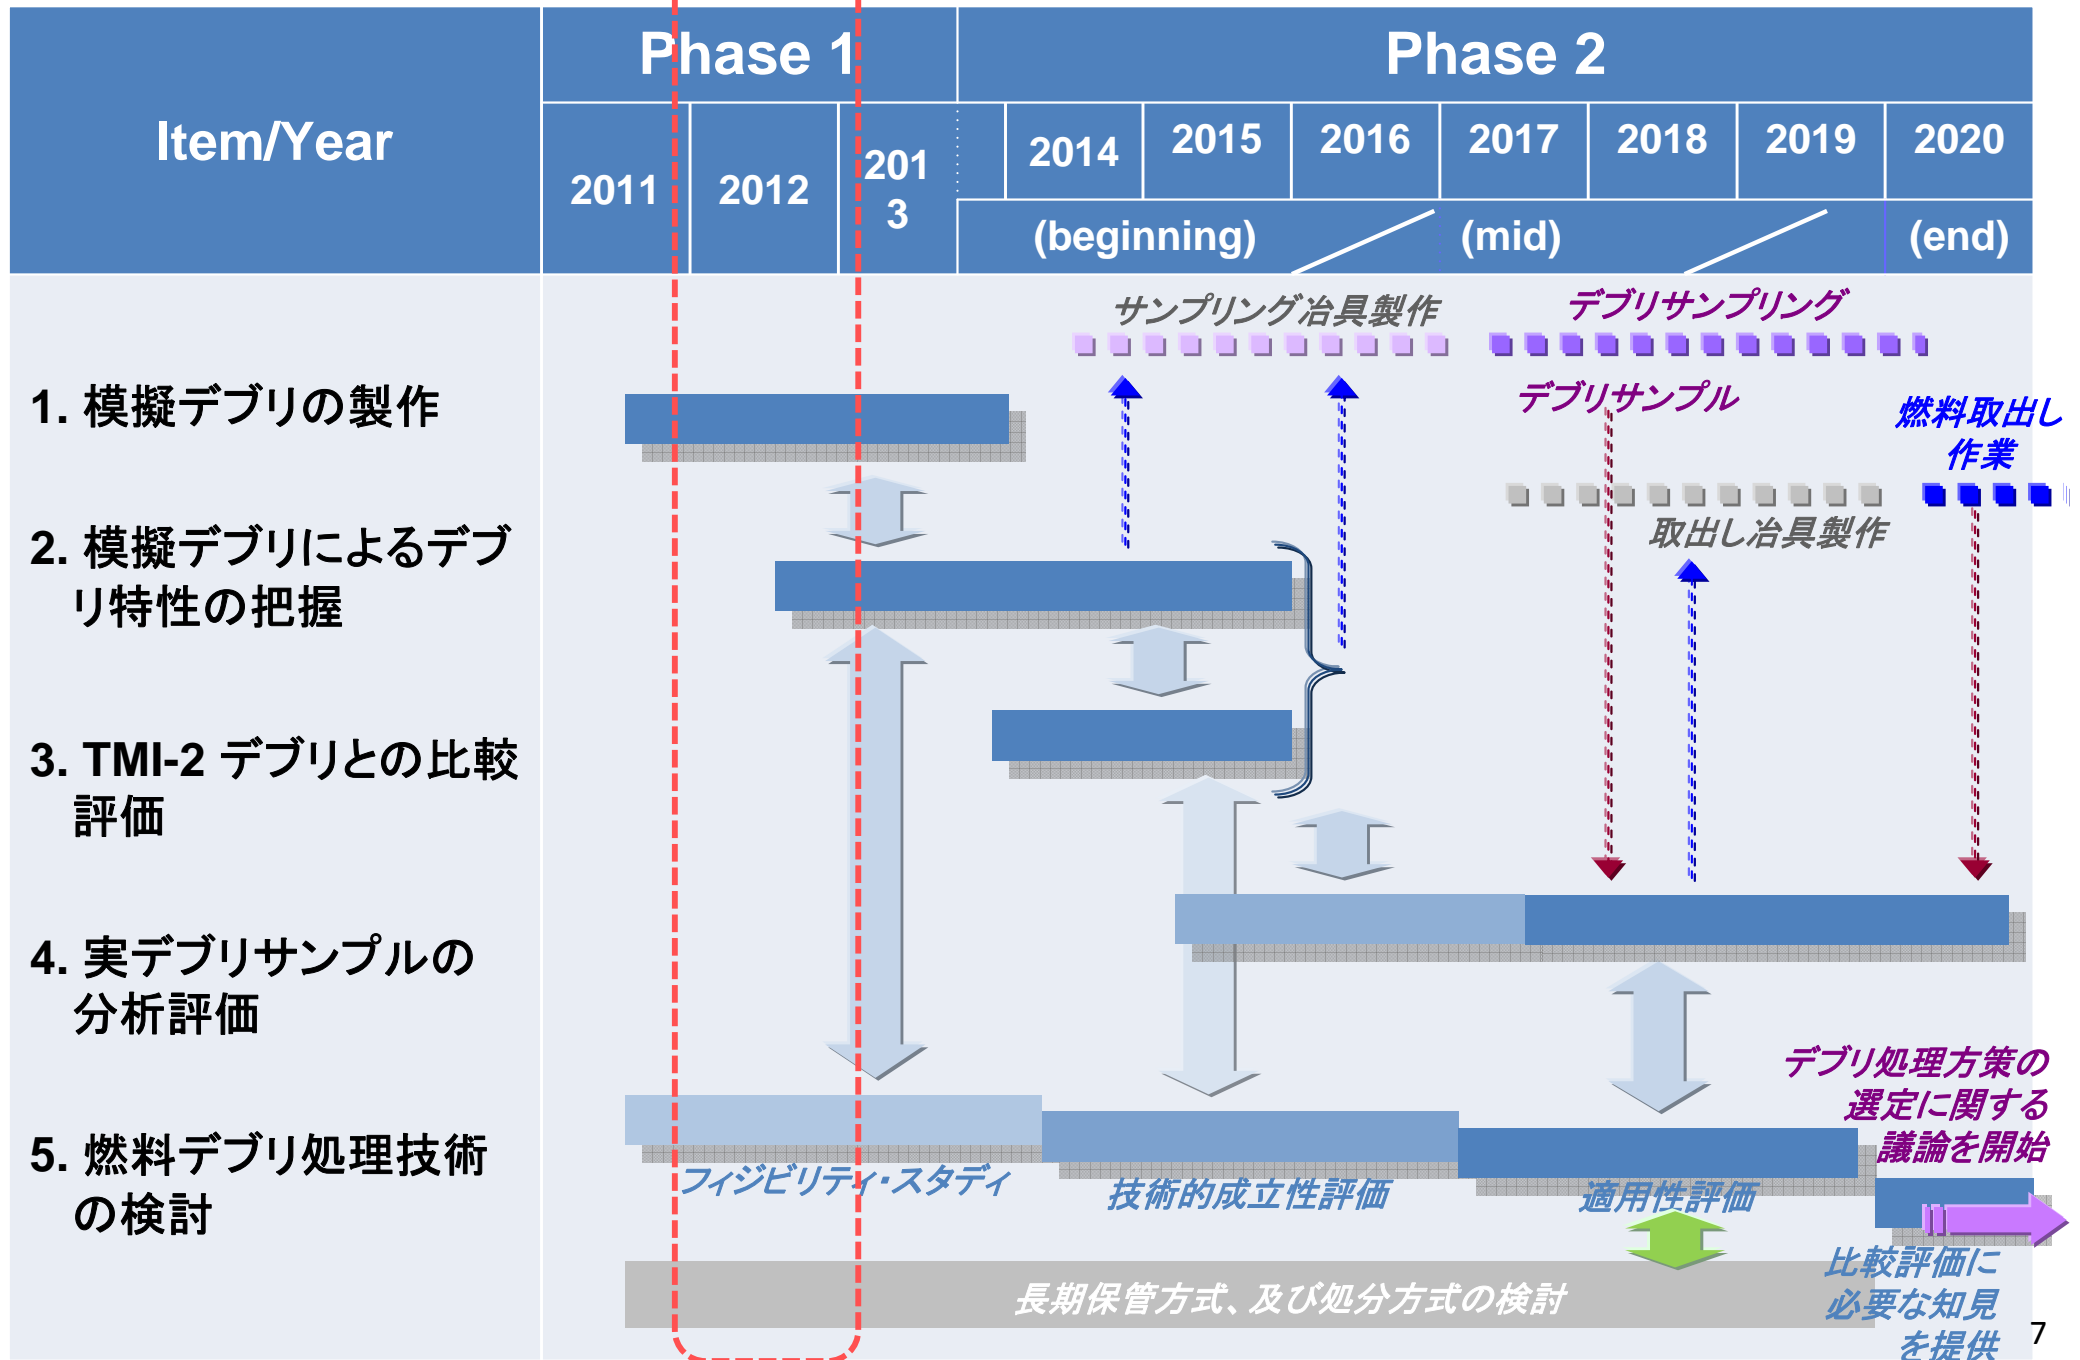 Item/Year
Phase 1
Phase 2
2011
2012
201
3
2014
2015
2016
2017
2018
2019
2020
(beginning)
(mid)
(end)
サンプリング冶具製作
デブリサンプリング
デブリサンプル
燃料取出し
作業
取出し冶具製作
1. 模擬デブリの製作
2. 模擬デブリによるデブ
リ特性の把握
3. TMI-2 デブリとの比較
評価
4. 実デブリサンプルの
分析評価
5. 燃料デブリ処理技術
の検討
フィジビリティ・スタディ
技術的成立性評価
適用性評価
デブリ処理方策の
選定に関する
議論を開始
長期保管方式、及び処分方式の検討
比較評価に
必要な知見
を提供
7